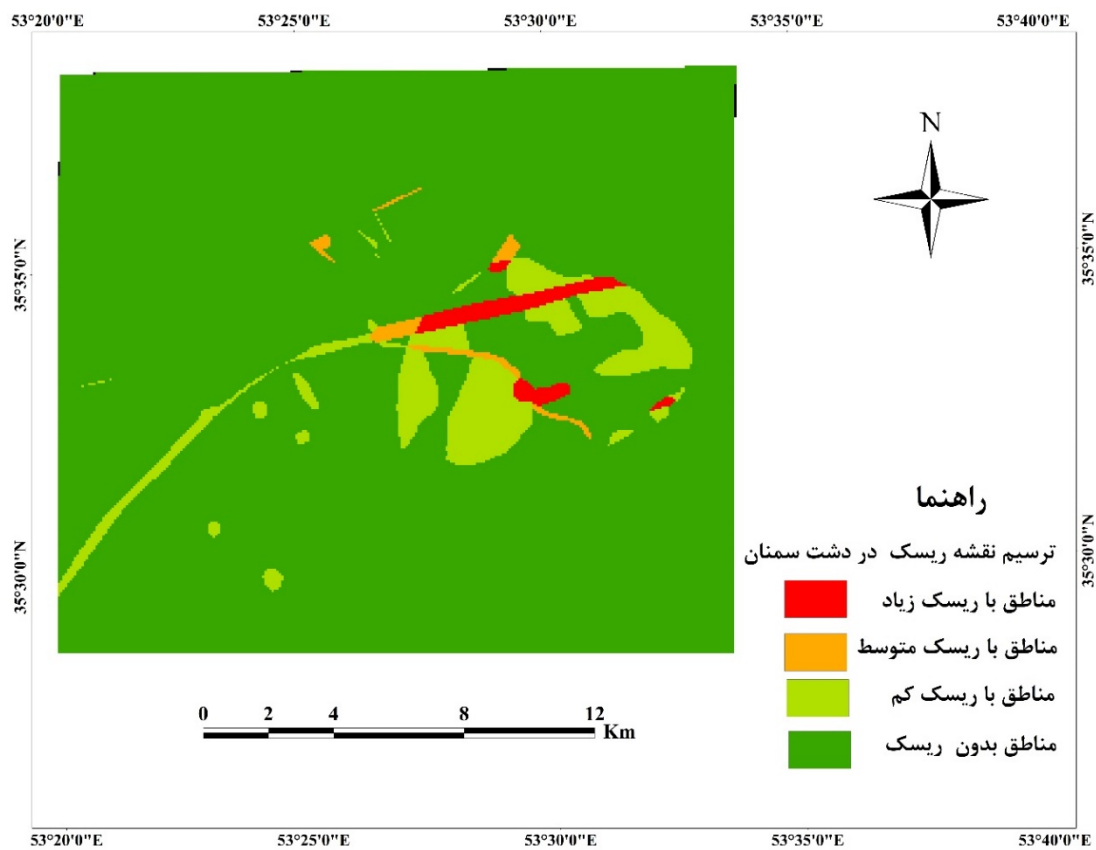 53°20'0"E 53°25'0"E 53°30'0"E 53°35'0"E 53°40'0"E
N
35°35'0"N 35°35'0"N
راهنما
ترسیم نقشه ریسک در دشت سمنان
مناطق با ریسک زیاد
مناطق با ریسک متوسط
مناطق با ریسک کم
مناطق بدون ریسک
35°30'0"N 35°30'0"N
0 2 4 8 12
Km
53°20'0"E 53°25'0"E 53°30'0"E 53°35'0"E 53°40'0"E